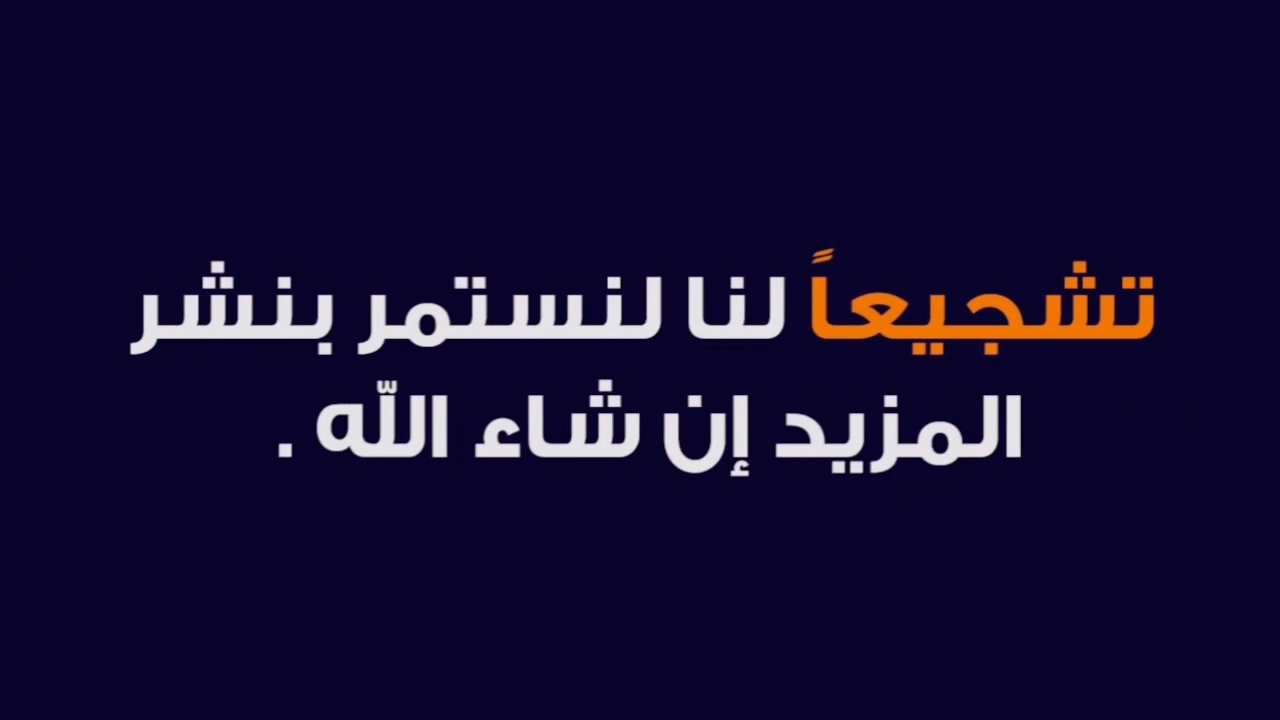 تشجيعاً لنا لنستمر بنشر
المزيد إن شاء اللّه .